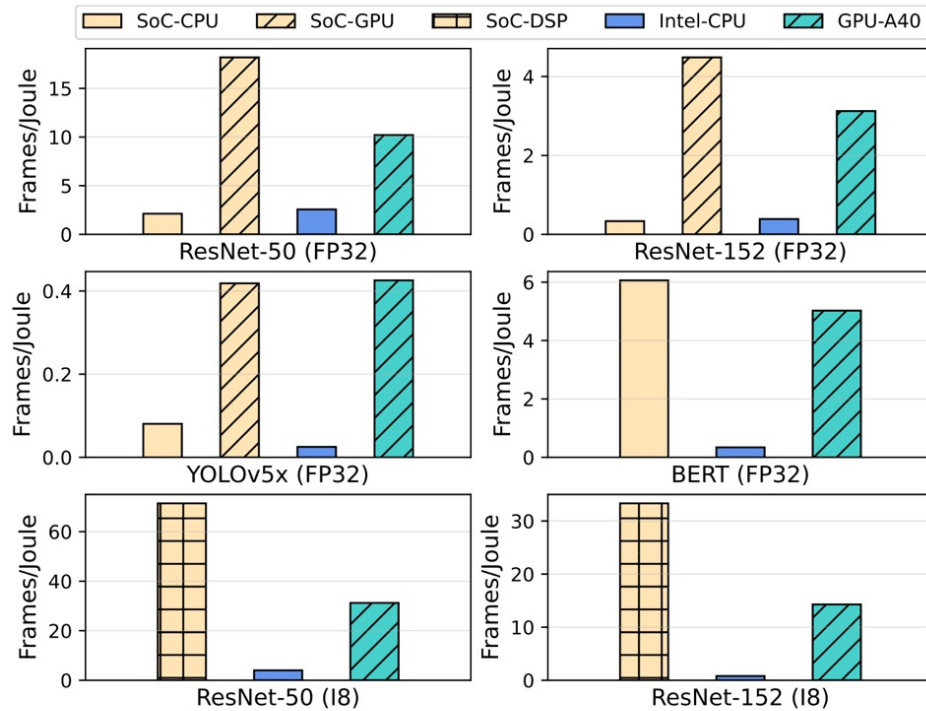 SoC-CPU SoC-GPU SoC-DSP Intel-CPU GPU-A40
Frames/Joule
15
10
5
0
ResNet-50 (FP32)
Frames/Joule
4
2
0
ResNet-152 (FP32)
Frames/Joule
0.4
0.2
0.0
YOLOv5x (FP32)
Frames/Joule
6
4
2
0
BERT (FP32)
Frames/Joule
60
40
20
0
ResNet-50 (I8)
Frames/Joule
30
20
10
0
ResNet-152 (I8)